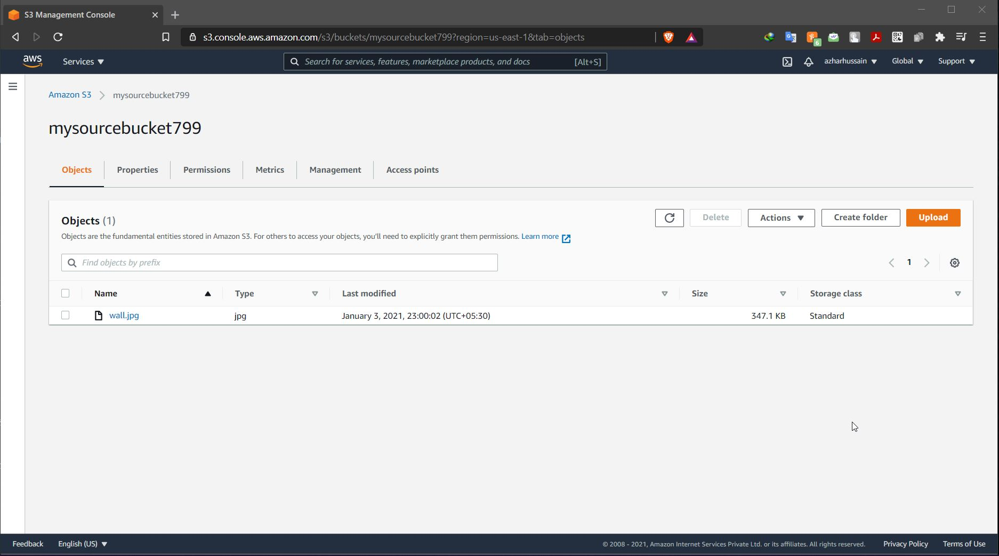 S3 Management Console
s3.console.aws.amazon.com/s3/buckets/mysourcebucket799?region=us-east-1&tab=objects
6
aws
Services
Search for services, features, marketplace products, and docs
[Alt+S]
azharhussain
Global
Support
Amazon S3
mysourcebucket799
mysourcebucket799
Objects
Properties
Permissions
Metrics
Management
Access points
Objects (1)
Delete
Actions
Create folder
Upload
Objects are the fundamental entities stored in Amazon S3. For others to access your objects, you'll need to explicitly grant them permissions. Learn more
Find objects by prefix
1
Name
Type
Last modified
Size
Storage class
wall.jpg
jpg
January 3, 2021, 23:00:02 (UTC+05:30)
347.1 KB
Standard
Feedback
English (US)
© 2008 - 2021, Amazon Internet Services Private Ltd. or its affiliates. All rights reserved.
Privacy Policy
Terms of Use